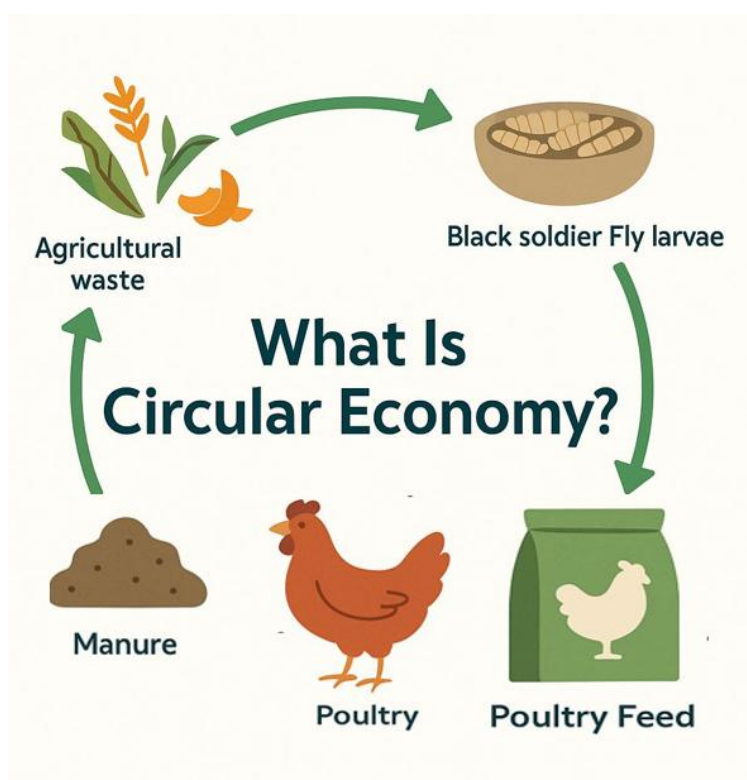 Agricultural
waste
Black soldier Fly larvae
What Is
Circular Economy?
Manure
Poultry
Poultry Feed